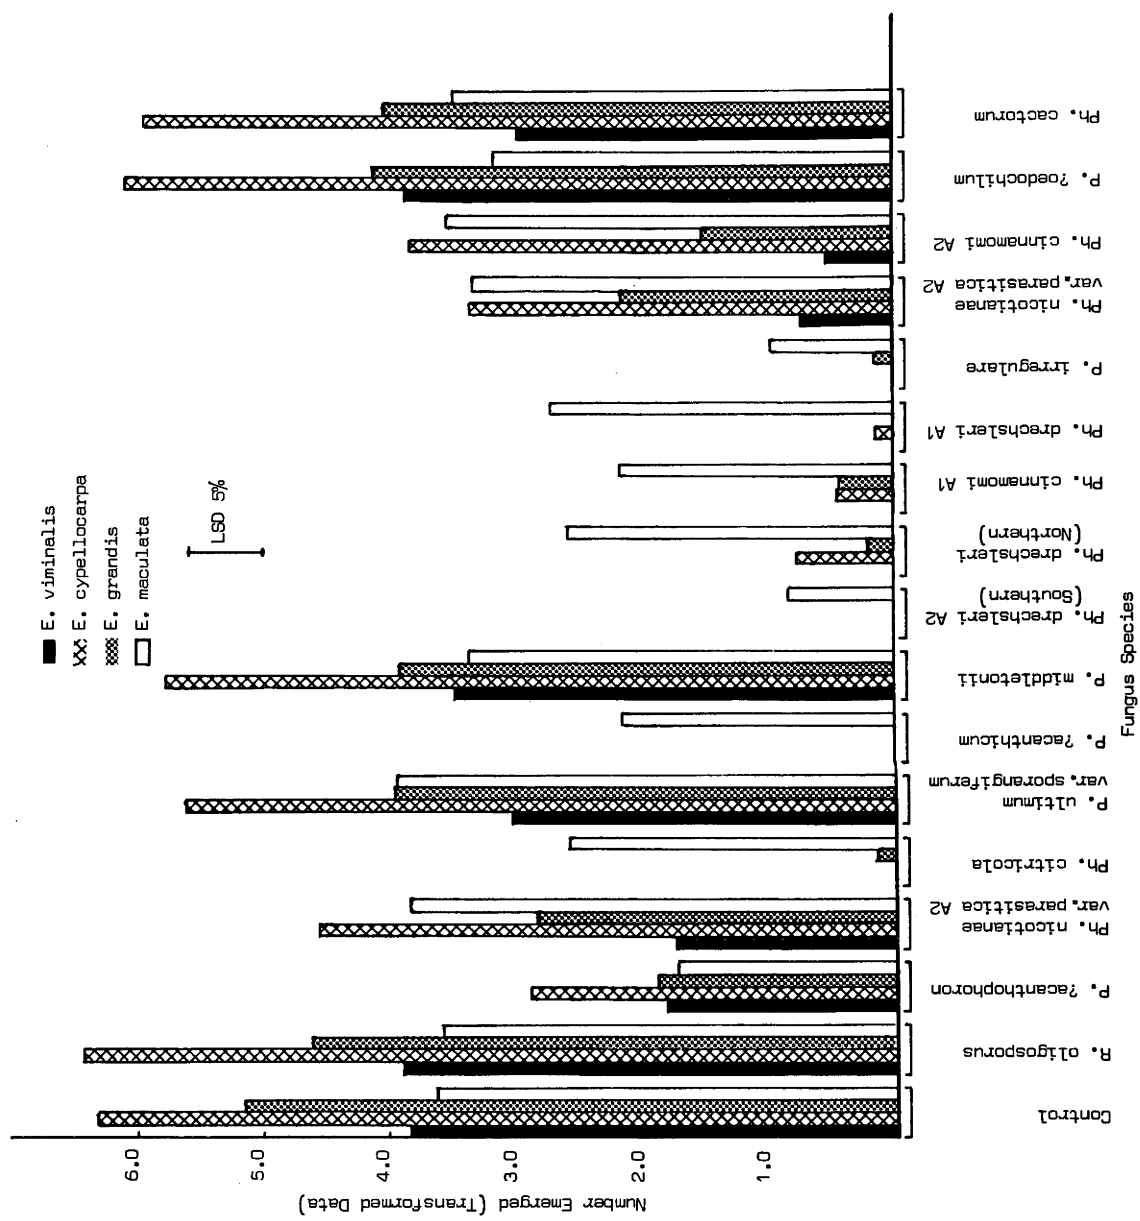 E. viminalis
E. cypellocarpa
E. grandis
E. maculata
LSD 5%
Number Emerged (Transformed Data)
6.0
5.0
4.0
3.0
2.0
1.0
Control
R. oligosporus
P. ?acanthophoron
Ph. nicotianae
var. parasitica A2
Ph. citricola
P. ultimum
var. sporangiferum
P. ?acanthicum
P. middletonii
Ph. drechsleri A2
(Southern)
Ph. drechsleri
(Northern)
Ph. cinnamomi A1
Ph. drechsleri A1
P. irregulare
Ph. nicotianae
var. parasitica A2
Ph. cinnamomi A2
P. ?oedochilum
Ph. cactorum
Fungus Species